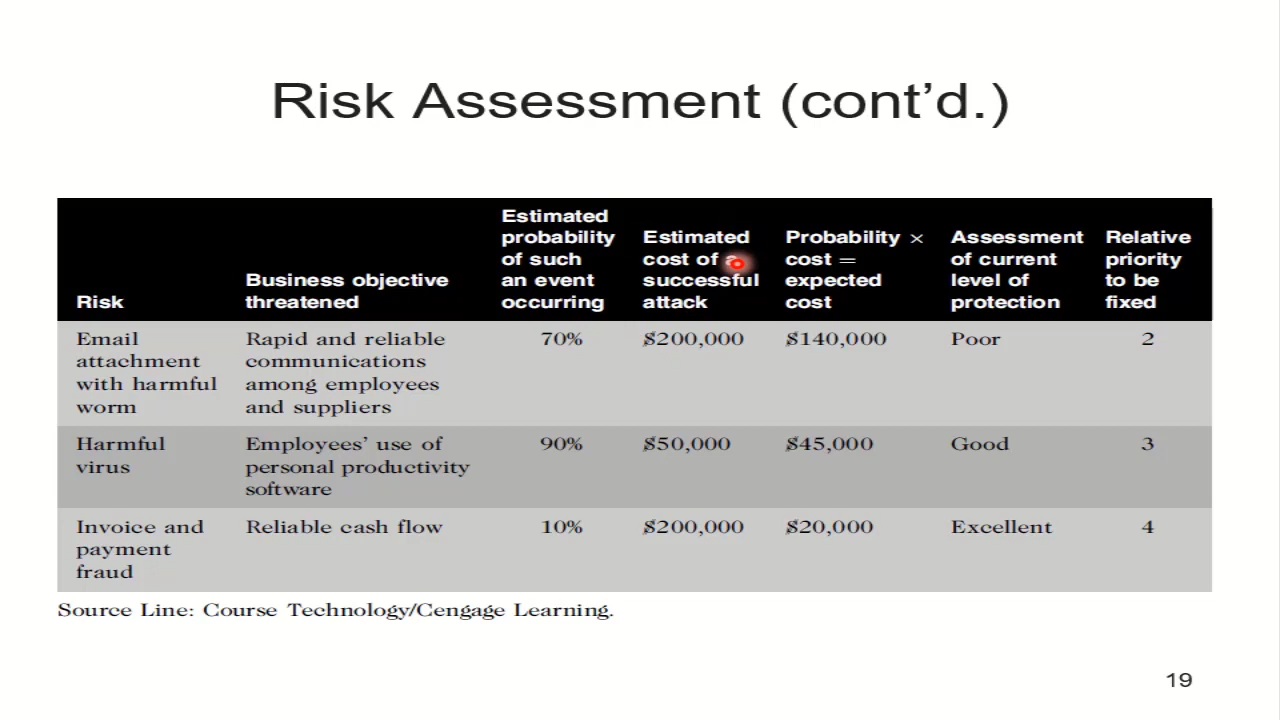 Risk Assessment (cont’d.)
Risk
Business objective
threatened
Estimated
probability
of such
an event
occurring
Estimated
cost of a
successful
attack
Probability ×
cost =
expected
cost
Assessment
of current
level of
protection
Relative
priority
to be
fixed
Email
attachment
with harmful
worm
Rapid and reliable
communications
among employees
and suppliers
70%
$200,000
$140,000
Poor
2
Harmful
virus
Employees’ use of
personal productivity
software
90%
$50,000
$45,000
Good
3
Invoice and
payment
fraud
Reliable cash flow
10%
$200,000
$20,000
Excellent
4
Source Line: Course Technology/Cengage Learning.
19